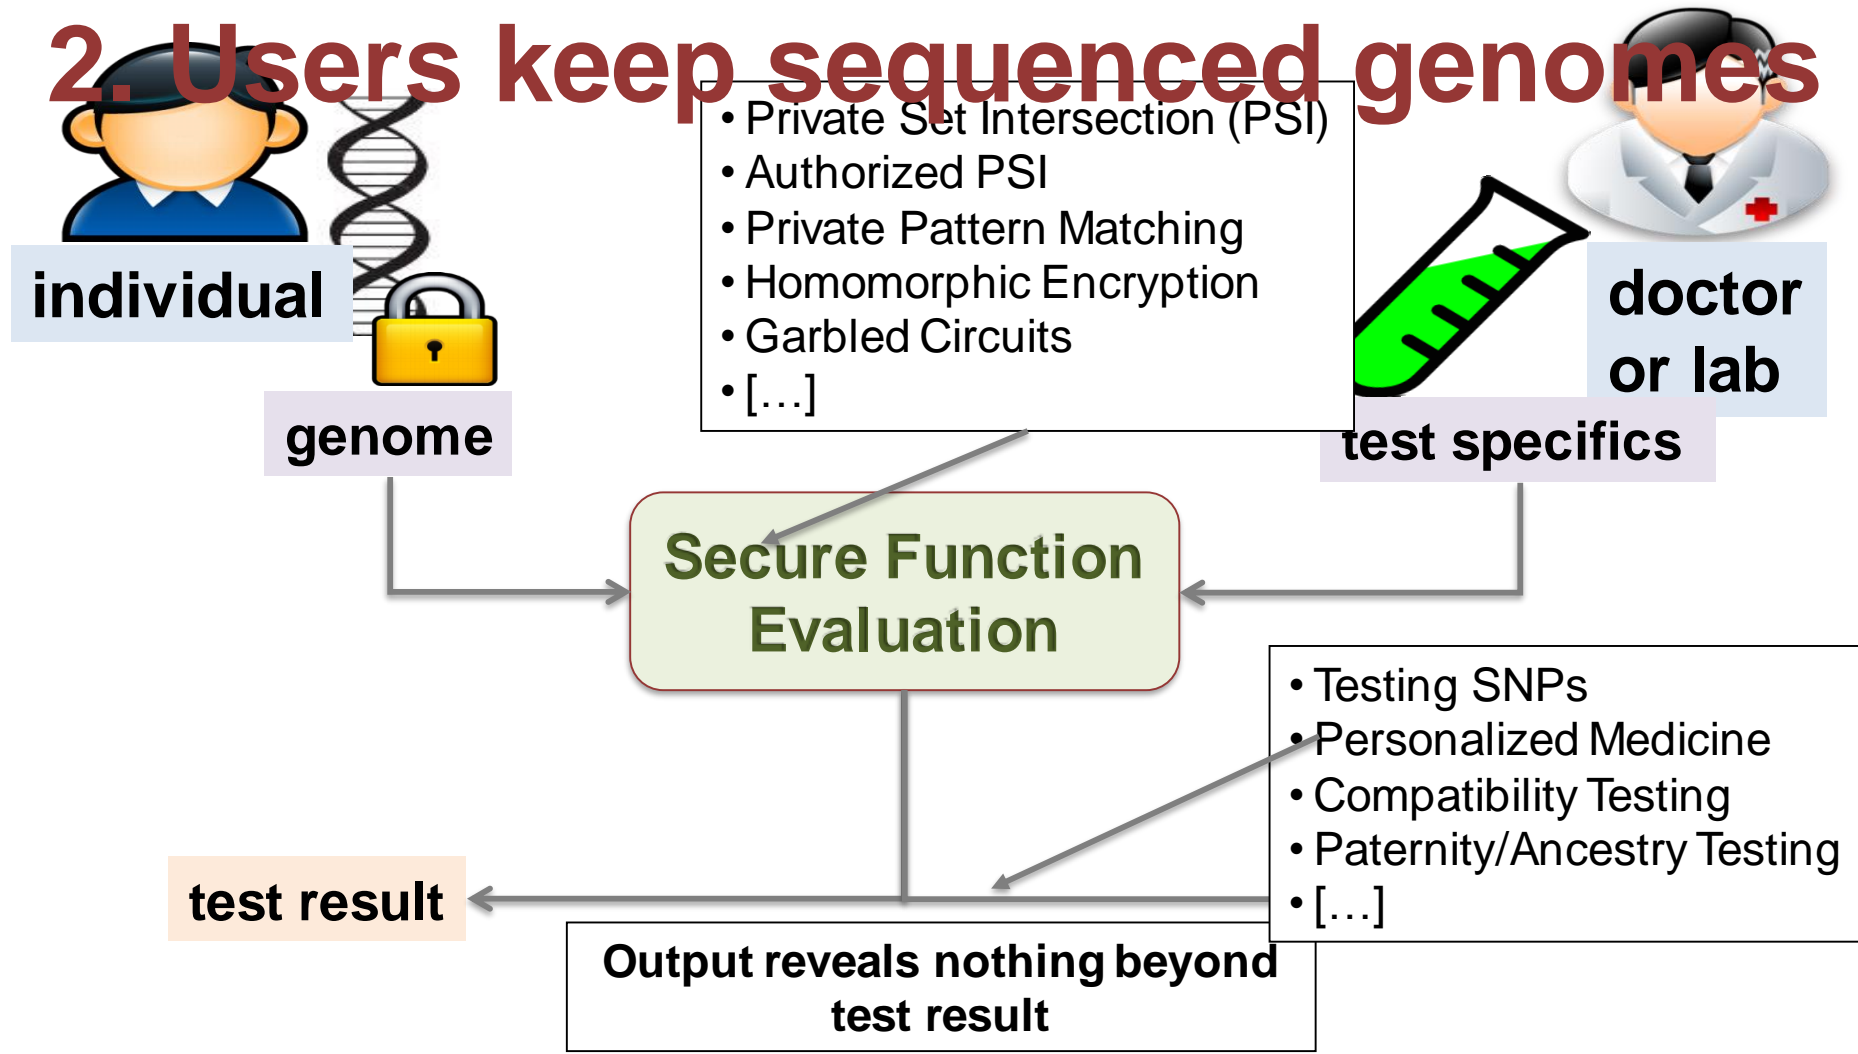 2. Users keep sequenced genomes
• Private Set Intersection (PSI)
• Authorized PSI
• Private Pattern Matching
• Homomorphic Encryption
• Garbled Circuits
• […]
individual
genome
doctor
or lab
test specifics
Secure Function
Evaluation
• Testing SNPs
• Personalized Medicine
• Compatibility Testing
• Paternity/Ancestry Testing
• […]
test result
Output reveals nothing beyond
test result